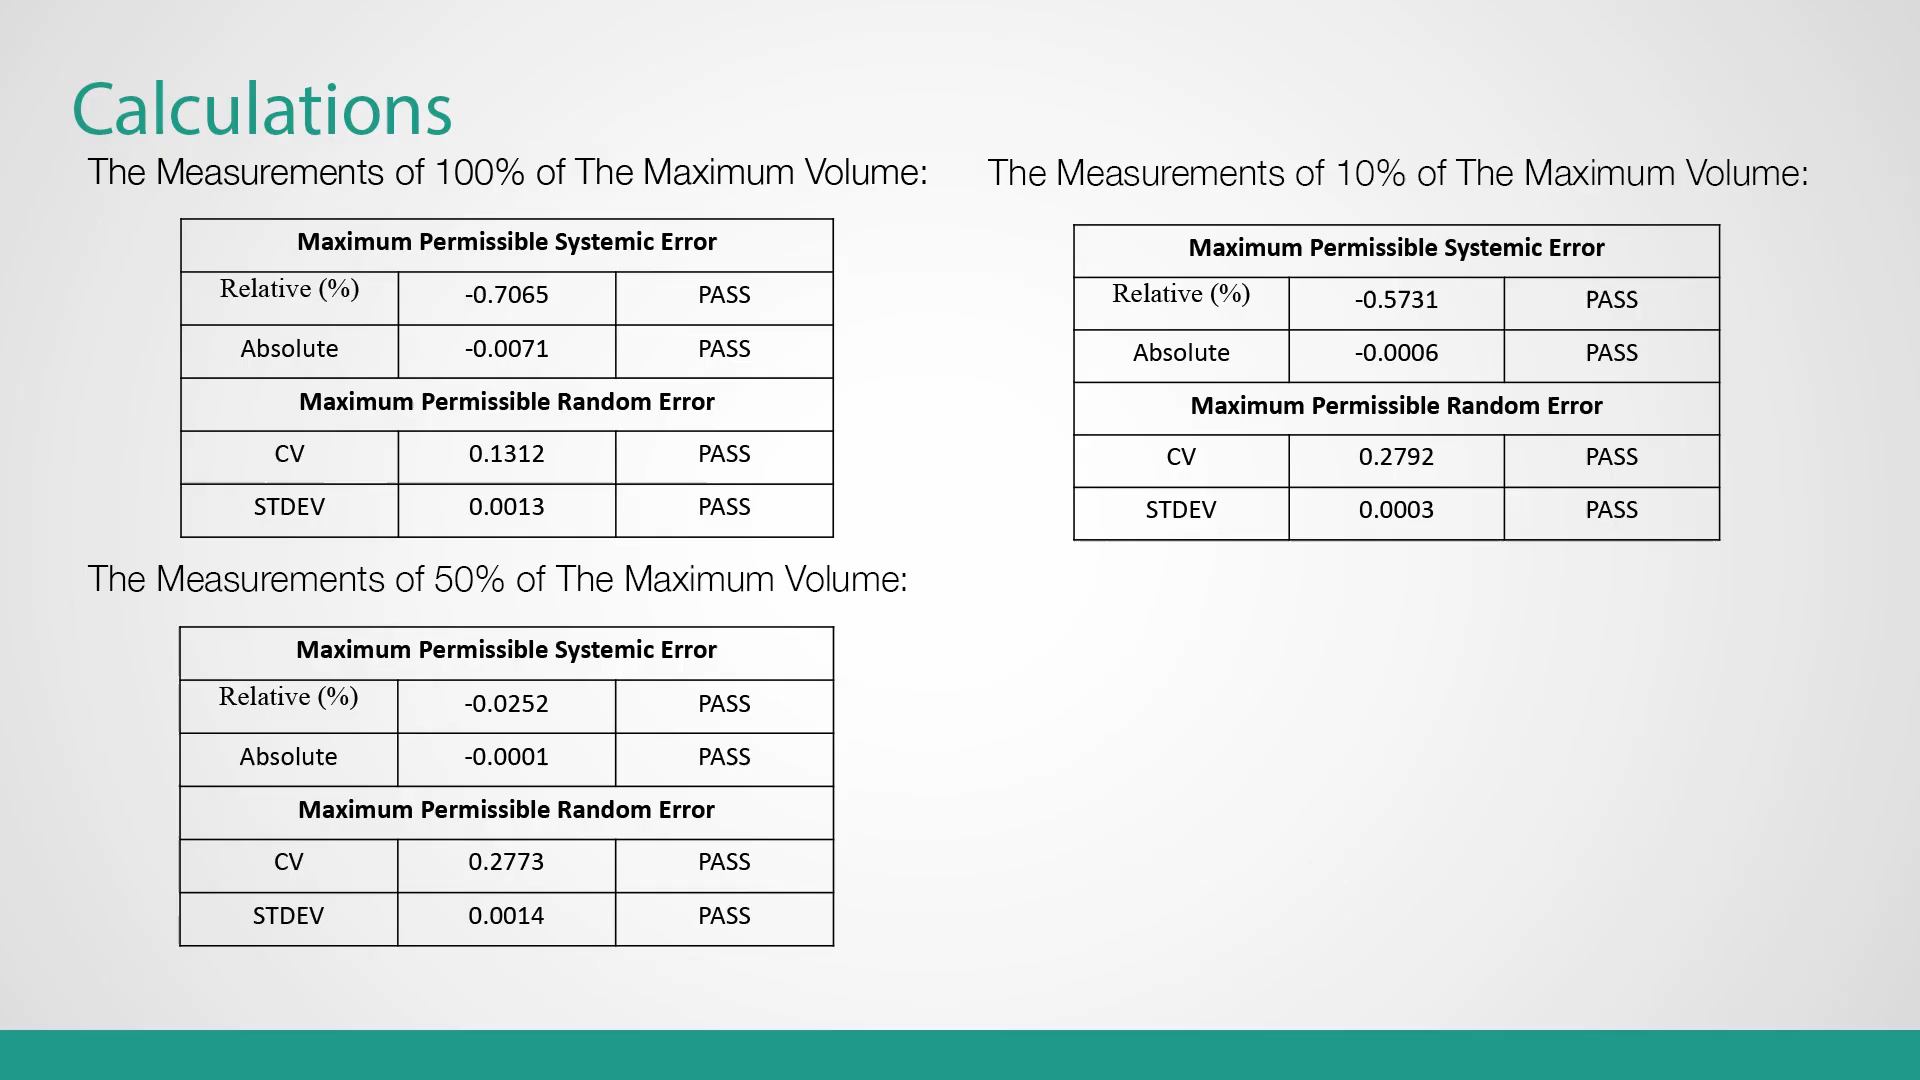 Calculations
The Measurements of 100% of The Maximum Volume:
Maximum Permissible Systemic Error
Relative (%) -0.7065 PASS
Absolute -0.0071 PASS
Maximum Permissible Random Error
CV 0.1312 PASS
STDEV 0.0013 PASS
The Measurements of 50% of The Maximum Volume:
Maximum Permissible Systemic Error
Relative (%) -0.0252 PASS
Absolute -0.0001 PASS
Maximum Permissible Random Error
CV 0.2773 PASS
STDEV 0.0014 PASS
The Measurements of 10% of The Maximum Volume:
Maximum Permissible Systemic Error
Relative (%) -0.5731 PASS
Absolute -0.0006 PASS
Maximum Permissible Random Error
CV 0.2792 PASS
STDEV 0.0003 PASS